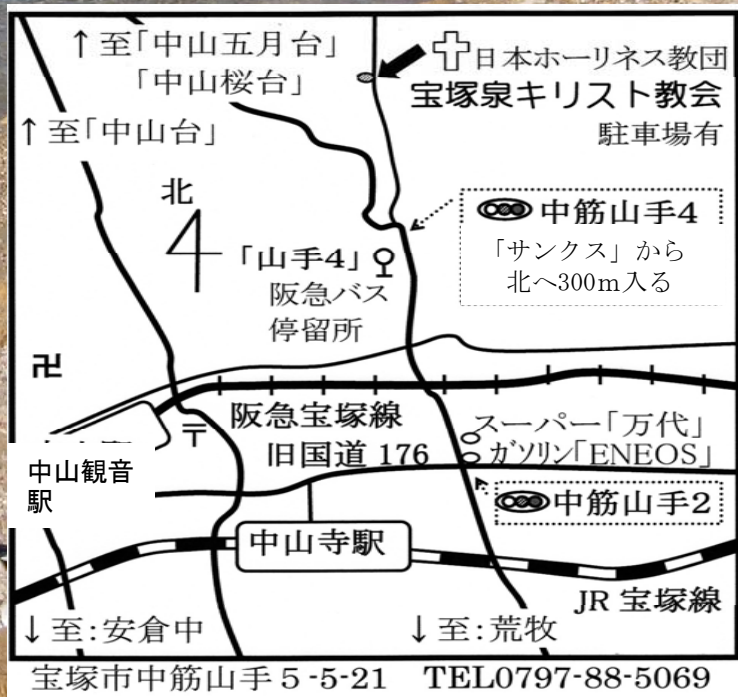 ↑至「中山五月台」
「中山桜台」
日本ホーリネス教団
宝塚泉キリスト教会
駐車場有
↑至「中山台」
北
中筋山手4
「サンクス」から
北へ300m入る
「山手4」
阪急バス
停留所
卍
阪急宝塚線
〒
旧国道 176
スーパー「万代」
ガソリン「ENEOS」
中山観音
駅
中筋山手2
中山寺駅
JR 宝塚線
↓至:安倉中
↓至:荒牧
宝塚市中筋山手5-5-21 TEL0797-88-5069